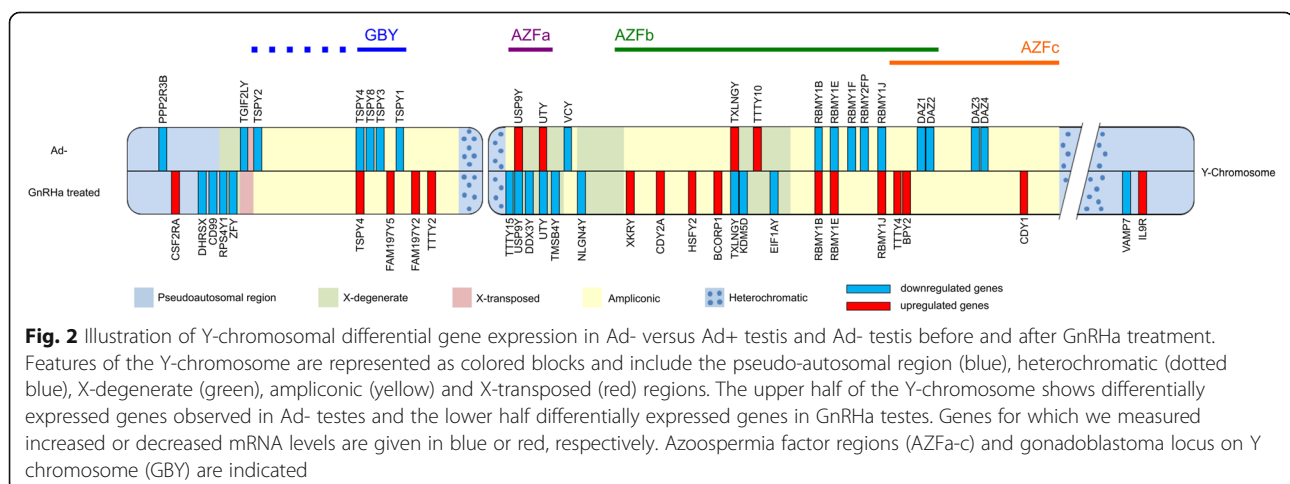 GBY AZFa AZFb AZFc
PPP2R3B TGIF2LY TSPY2 TSPY4 TSPY8 TSPY3 TSPY1 USP9Y UTY VCY TXLNGY TTTY10 RBMY1B RBMY1E RBMY1F RBMY2FP RBMY1J DAZ1 DAZ2 DAZ3 DAZ4
Ad-
Y-Chromosome
GnRHa treated
CSF2RA DHRSX CD99 RPS4Y1 ZFY TSPY4 FAM197Y5 FAM197Y2 TTTY2 TTTY15 USP9Y DDX3Y UTY TMSB4Y NLGN4Y XKRY CDY2A HSFY2 BCORP1 TXLNGY KDM5D EIF1AY RBMY1B RBMY1E RBMY1J TTTY4 BPY2 CDY1 VAMP7 IL9R
Pseudoautosomal region X-degenerate X-transposed Ampliconic Heterochromatic downregulated genes
upregulated genes
Fig. 2 Illustration of Y-chromosomal differential gene expression in Ad- versus Ad+ testis and Ad- testis before and after GnRHa treatment.
Features of the Y-chromosome are represented as colored blocks and include the pseudo-autosomal region (blue), heterochromatic (dotted
blue), X-degenerate (green), ampliconic (yellow) and X-transposed (red) regions. The upper half of the Y-chromosome shows differentially
expressed genes observed in Ad- testes and the lower half differentially expressed genes in GnRHa testes. Genes for which we measured
increased or decreased mRNA levels are given in blue or red, respectively. Azoospermia factor regions (AZFa-c) and gonadoblastoma locus on Y
chromosome (GBY) are indicated